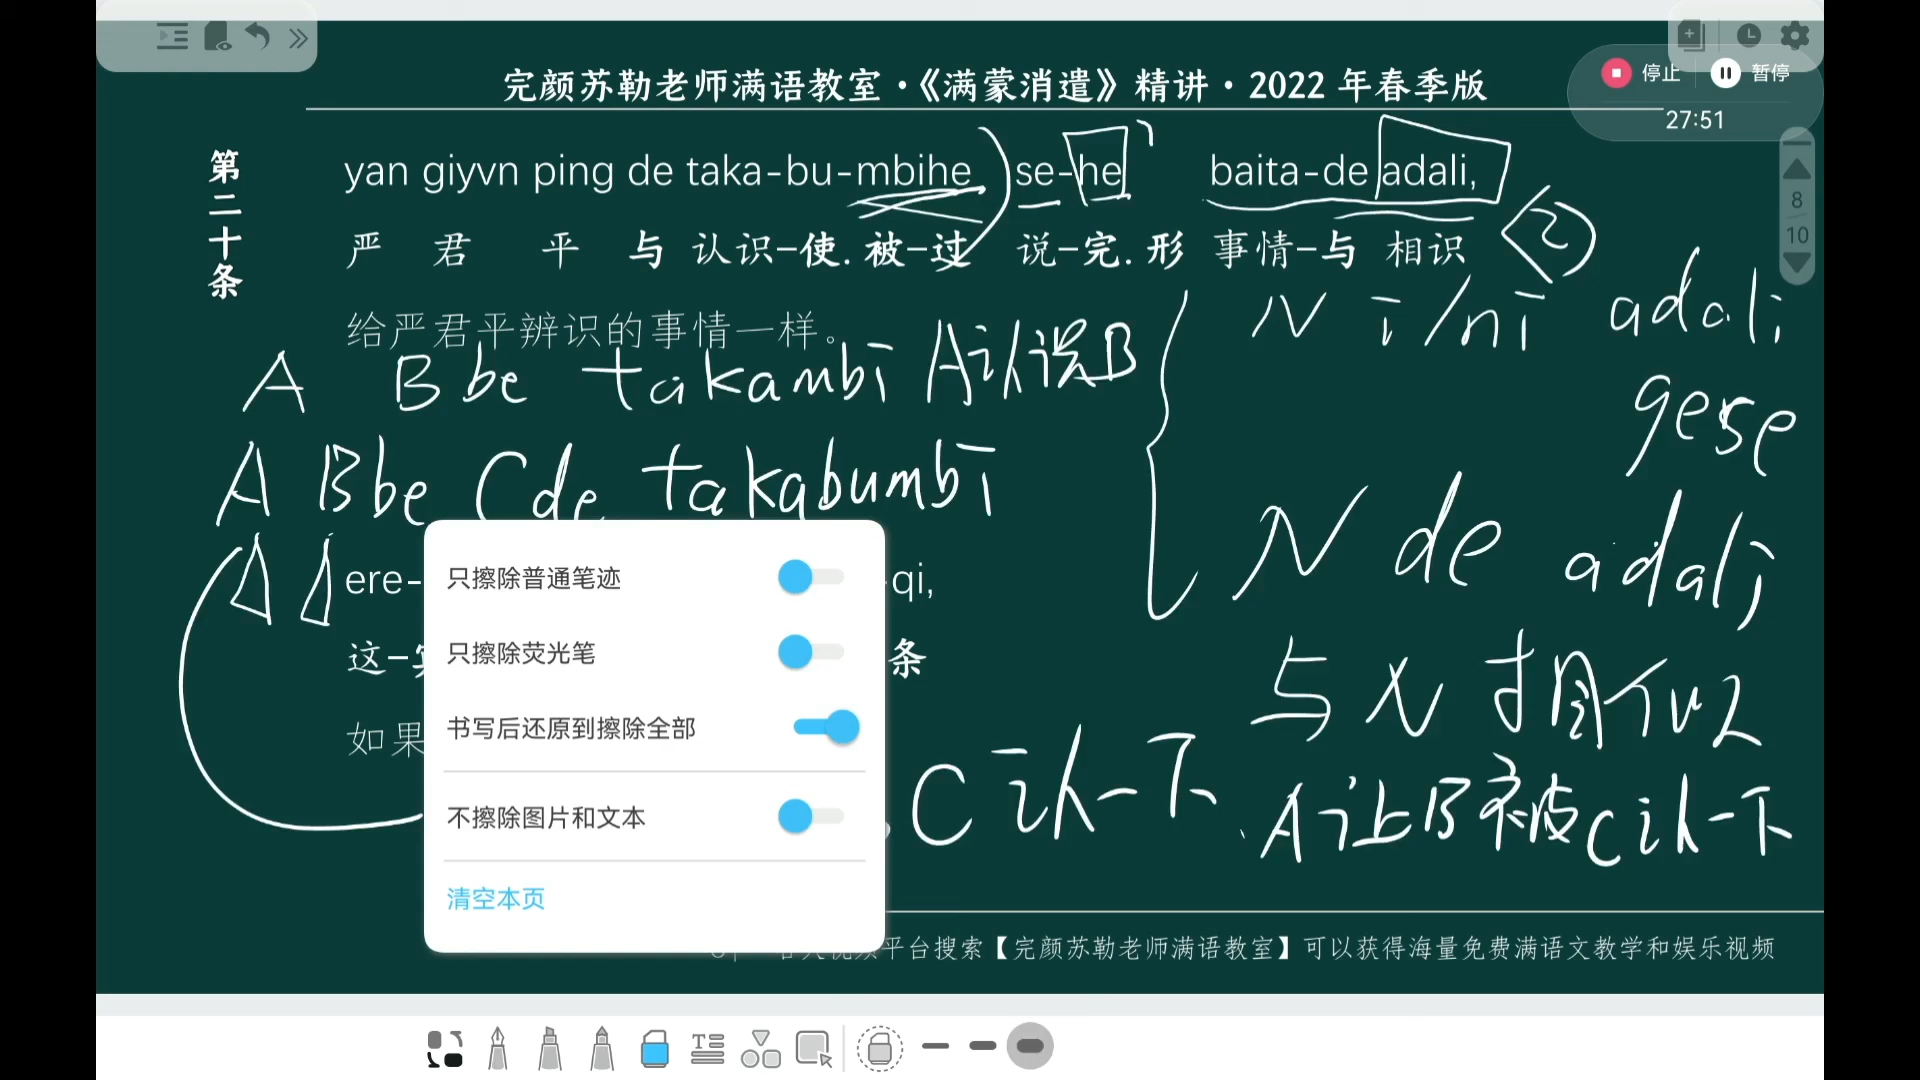 完颜苏勒老师满语教室·《满蒙消遣》精讲·2022 年春季版
停止 暂停
27:51
8
10
第二十条
yan giyvn ping de taka-bu-mbihe se-he baita-de adali,
严 君 平 与 认识-使.被-过 说-完.形 事情-与 相识
2
给严君平辨识的事情一样。
N i/ni adali
A B be takambi A认识B
gese
A B be C de takabumbi
N de adali
ere- -qi,
这- 条
如果
与 N 才相似
C 认一下
A让B被C认一下
只擦除普通笔迹
只擦除荧光笔
书写后还原到擦除全部
不擦除图片和文本
清空本页
平台搜索【完颜苏勒老师满语教室】可以获得海量免费满语文教学和娱乐视频